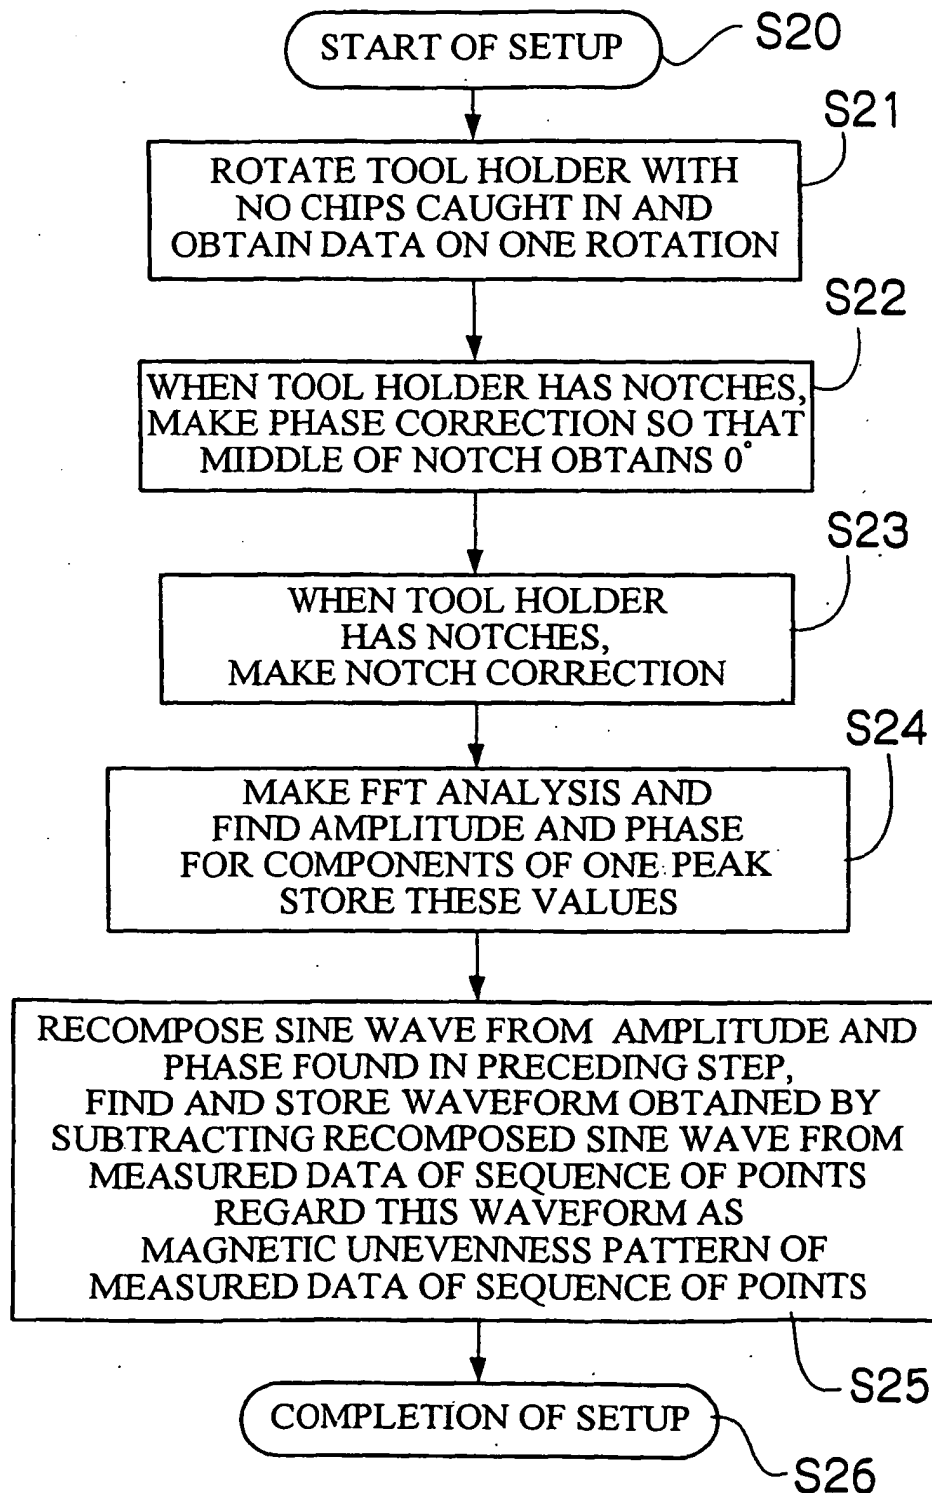 START OF SETUP
S20
S21
ROTATE TOOL HOLDER WITH
NO CHIPS CAUGHT IN AND
OBTAIN DATA ON ONE ROTATION
S22
WHEN TOOL HOLDER HAS NOTCHES,
MAKE PHASE CORRECTION SO THAT
MIDDLE OF NOTCH OBTAINS 0°
S23
WHEN TOOL HOLDER
HAS NOTCHES,
MAKE NOTCH CORRECTION
S24
MAKE FFT ANALYSIS AND
FIND AMPLITUDE AND PHASE
FOR COMPONENTS OF ONE PEAK
STORE THESE VALUES
RECOMPOSE SINE WAVE FROM AMPLITUDE AND
PHASE FOUND IN PRECEDING STEP,
FIND AND STORE WAVEFORM OBTAINED BY
SUBTRACTING RECOMPOSED SINE WAVE FROM
MEASURED DATA OF SEQUENCE OF POINTS
REGARD THIS WAVEFORM AS
MAGNETIC UNEVENNESS PATTERN OF
MEASURED DATA OF SEQUENCE OF POINTS
S25
COMPLETION OF SETUP
S26